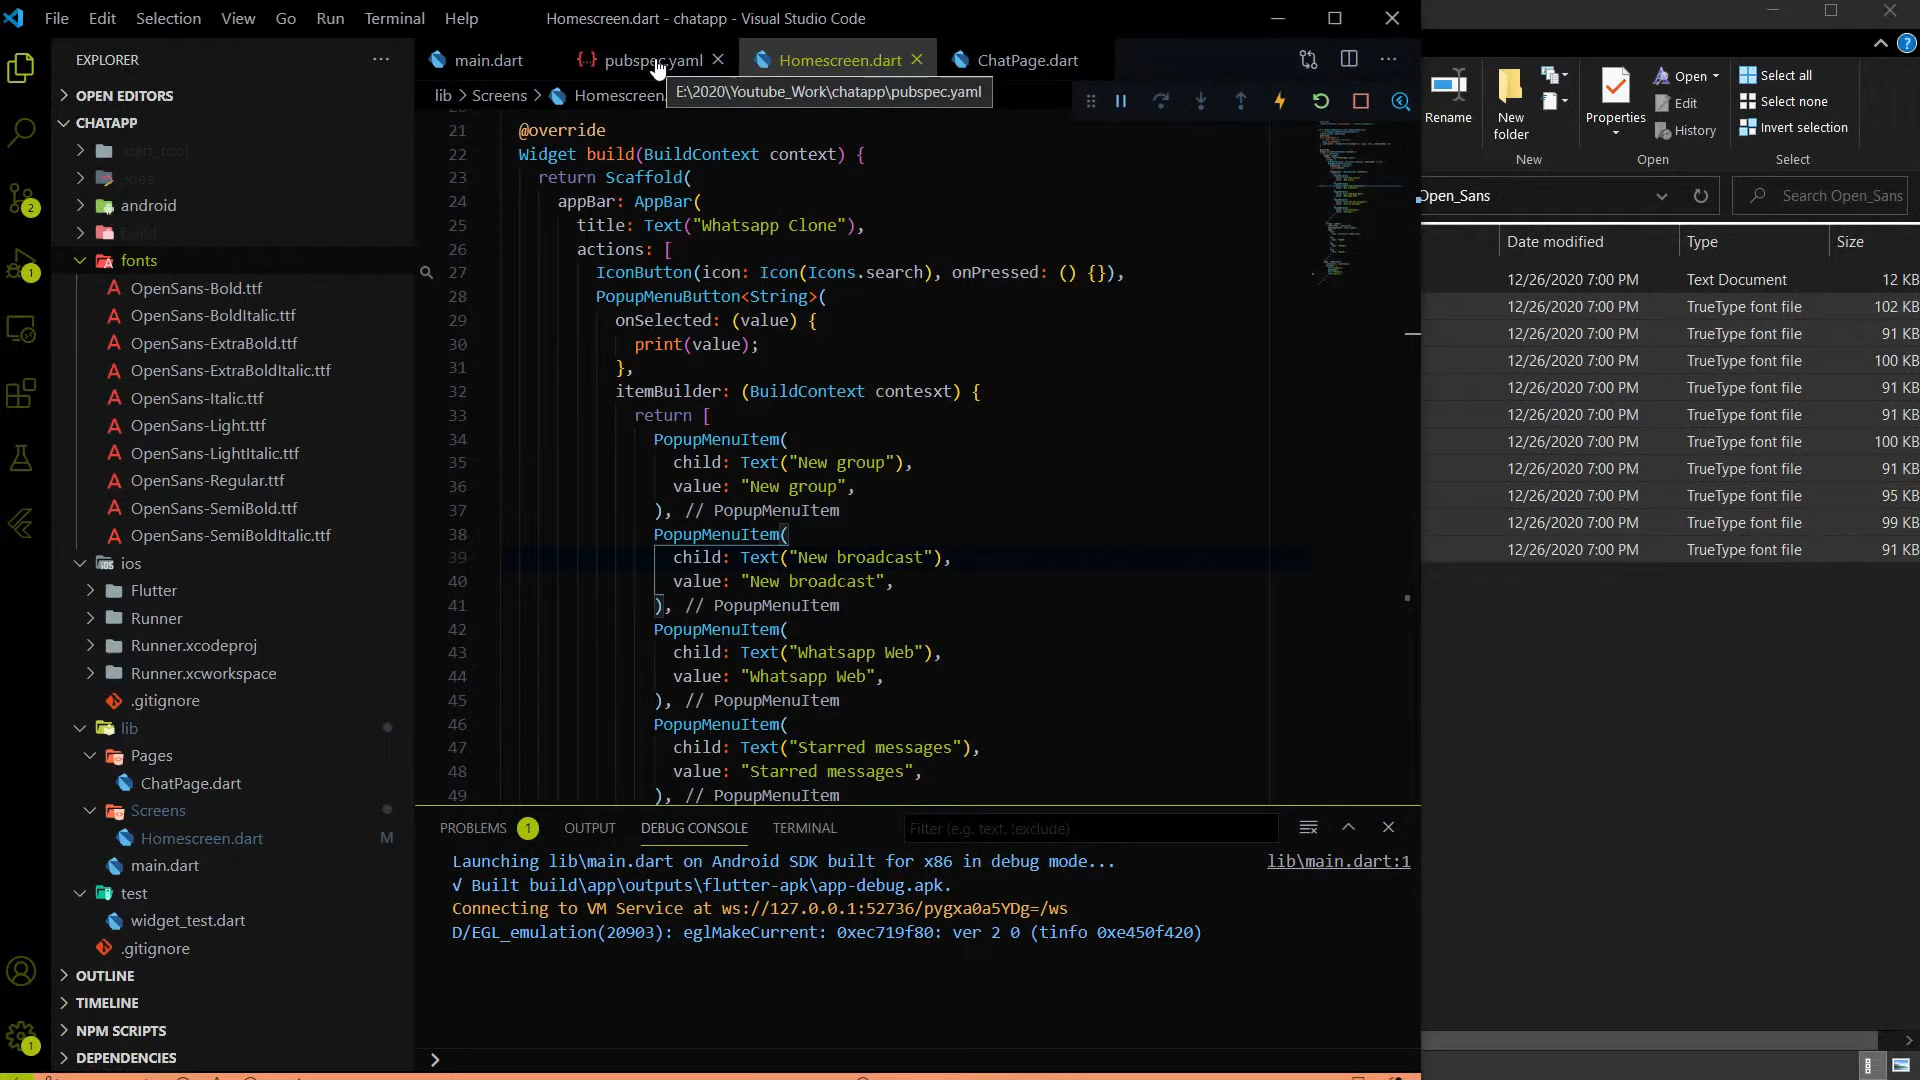 File Edit Selection View Go Run Terminal Help
Homescreen.dart - chatapp - Visual Studio Code
EXPLORER
main.dart
pubspec.yaml
Homescreen.dart
ChatPage.dart
lib > Screens > Homescreen.
E:\2020\Youtube_Work\chatapp\pubspec.yaml
OPEN EDITORS
CHATAPP
.dart_tool
.idea
android
build
fonts
OpenSans-Bold.ttf
OpenSans-BoldItalic.ttf
OpenSans-ExtraBold.ttf
OpenSans-ExtraBoldItalic.ttf
OpenSans-Italic.ttf
OpenSans-Light.ttf
OpenSans-LightItalic.ttf
OpenSans-Regular.ttf
OpenSans-SemiBold.ttf
OpenSans-SemiBoldItalic.ttf
ios
Flutter
Runner
Runner.xcodeproj
Runner.xcworkspace
.gitignore
lib
Pages
ChatPage.dart
Screens
Homescreen.dart M
main.dart
test
widget_test.dart
.gitignore
OUTLINE
TIMELINE
NPM SCRIPTS
DEPENDENCIES
2
1
1
21 @override
22 Widget build(BuildContext context) {
23 return Scaffold(
24 appBar: AppBar(
25 title: Text("Whatsapp Clone"),
26 actions: [
27 IconButton(icon: Icon(Icons.search), onPressed: () {}),
28 PopupMenuButton<String>(
29 onSelected: (value) {
30 print(value);
31 },
32 itemBuilder: (BuildContext contesxt) {
33 return [
34 PopupMenuItem(
35 child: Text("New group"),
36 value: "New group",
37 ), // PopupMenuItem
38 PopupMenuItem(
39 child: Text("New broadcast"),
40 value: "New broadcast",
41 ), // PopupMenuItem
42 PopupMenuItem(
43 child: Text("Whatsapp Web"),
44 value: "Whatsapp Web",
45 ), // PopupMenuItem
46 PopupMenuItem(
47 child: Text("Starred messages"),
48 value: "Starred messages",
49 ), // PopupMenuItem
PROBLEMS 1 OUTPUT DEBUG CONSOLE TERMINAL Filter (e.g. text, !exclude)
Launching lib\main.dart on Android SDK built for x86 in debug mode... lib\main.dart:1
√ Built build\app\outputs\flutter-apk\app-debug.apk.
Connecting to VM Service at ws://127.0.0.1:52736/pygxa0a5YDg=/ws
D/EGL_emulation(20903): eglMakeCurrent: 0xec719f80: ver 2 0 (tinfo 0xe450f420)
>
Rename
New folder
New
Properties
Open
Edit
History
Open
Select all
Select none
Invert selection
Select
Open_Sans
Search Open_Sans
Date modified Type Size
12/26/2020 7:00 PM Text Document 12 KB
12/26/2020 7:00 PM TrueType font file 102 KB
12/26/2020 7:00 PM TrueType font file 91 KB
12/26/2020 7:00 PM TrueType font file 100 KB
12/26/2020 7:00 PM TrueType font file 91 KB
12/26/2020 7:00 PM TrueType font file 91 KB
12/26/2020 7:00 PM TrueType font file 100 KB
12/26/2020 7:00 PM TrueType font file 91 KB
12/26/2020 7:00 PM TrueType font file 95 KB
12/26/2020 7:00 PM TrueType font file 99 KB
12/26/2020 7:00 PM TrueType font file 91 KB